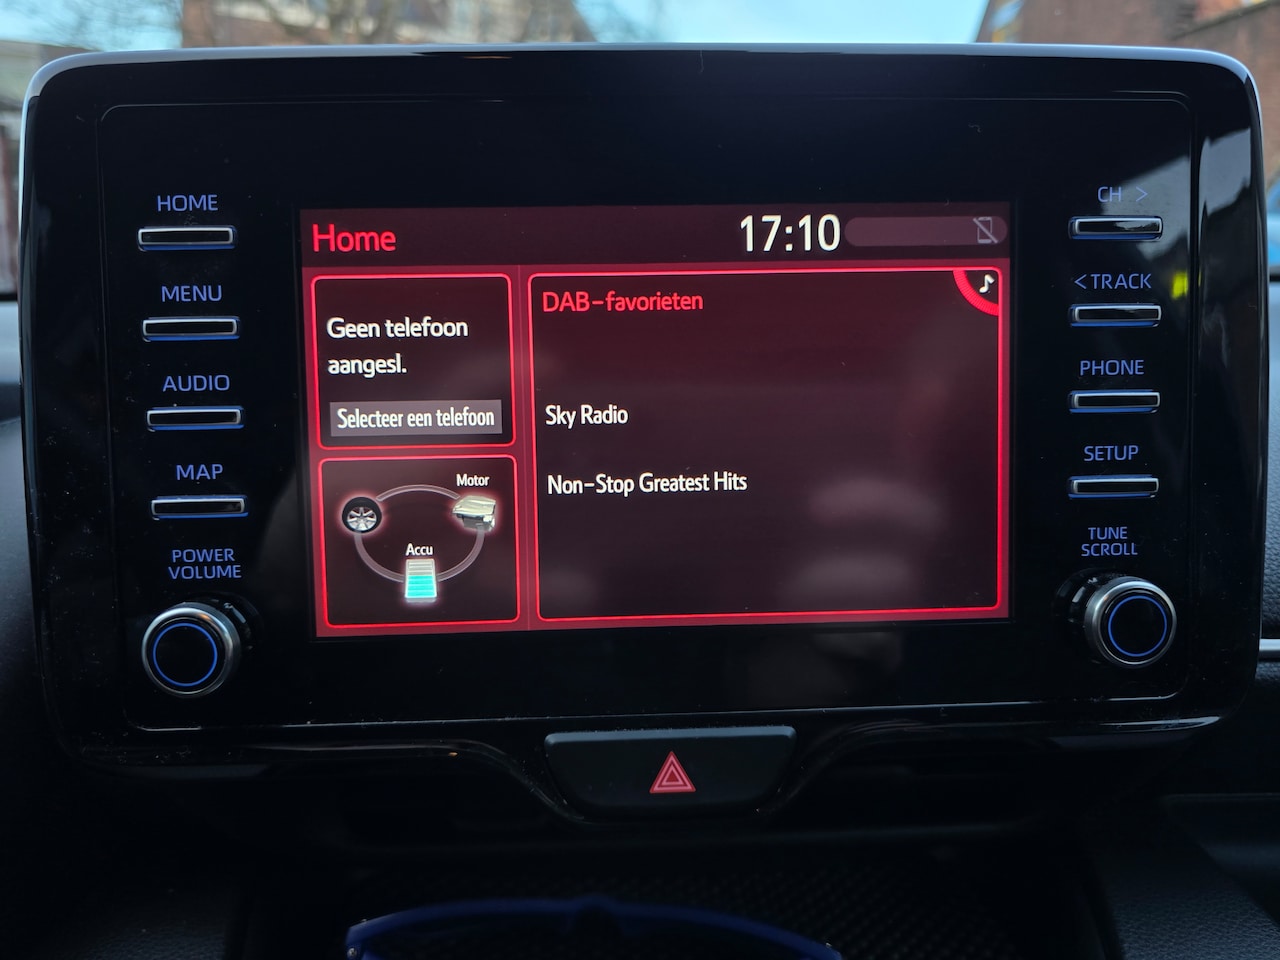 HOME
MENU
AUDIO
MAP
POWER
VOLUME
Home
17:10
Geen telefoon
aangesl.
Selecteer een telefoon
Motor
Accu
DAB-favorieten
Sky Radio
Non-Stop Greatest Hits
CH >
< TRACK
PHONE
SETUP
TUNE
SCROLL